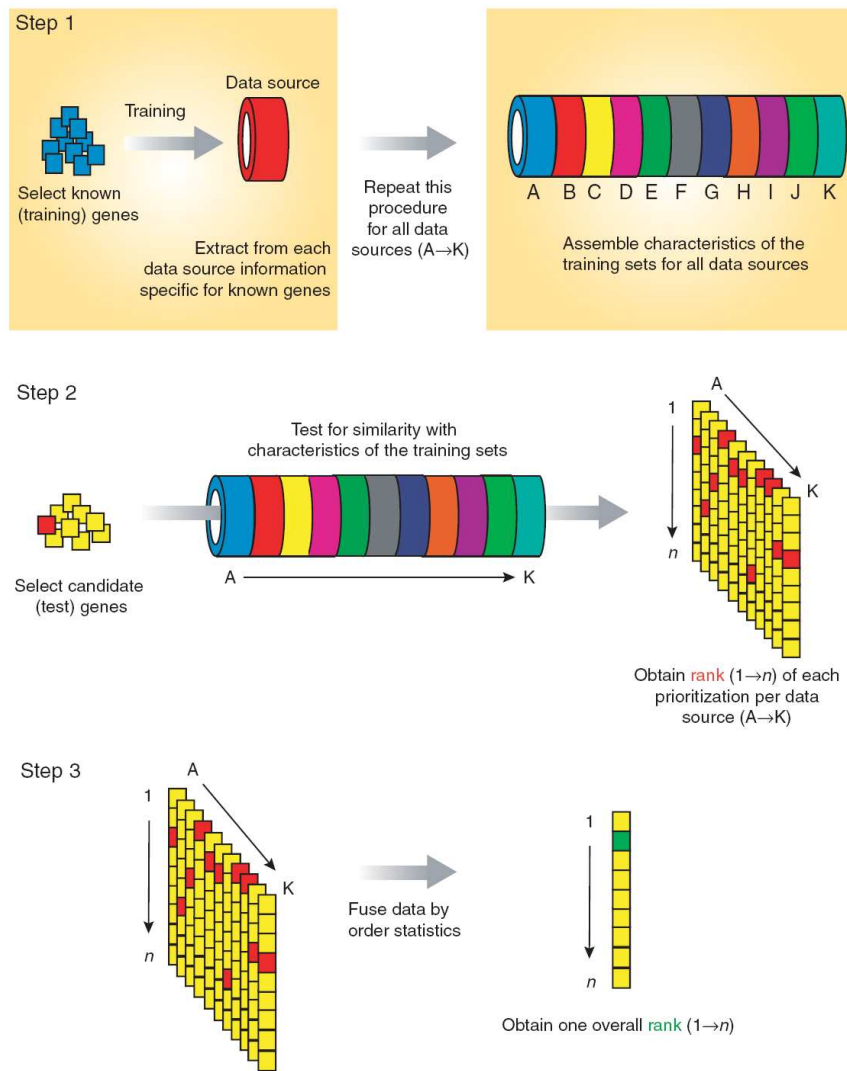 Step 1
Data source
Training
Select known
(training) genes
Extract from each
data source information
specific for known genes
Repeat this
procedure
for all data
sources (A→K)
A B C D E F G H I J K
Assemble characteristics of the
training sets for all data sources
Step 2
Test for similarity with
characteristics of the training sets
Select candidate
(test) genes
A
K
A
1
K
n
Obtain rank (1→n) of each
prioritization per data
source (A→K)
Step 3
A
1
K
n
Fuse data by
order statistics
1
n
Obtain one overall rank (1→n)